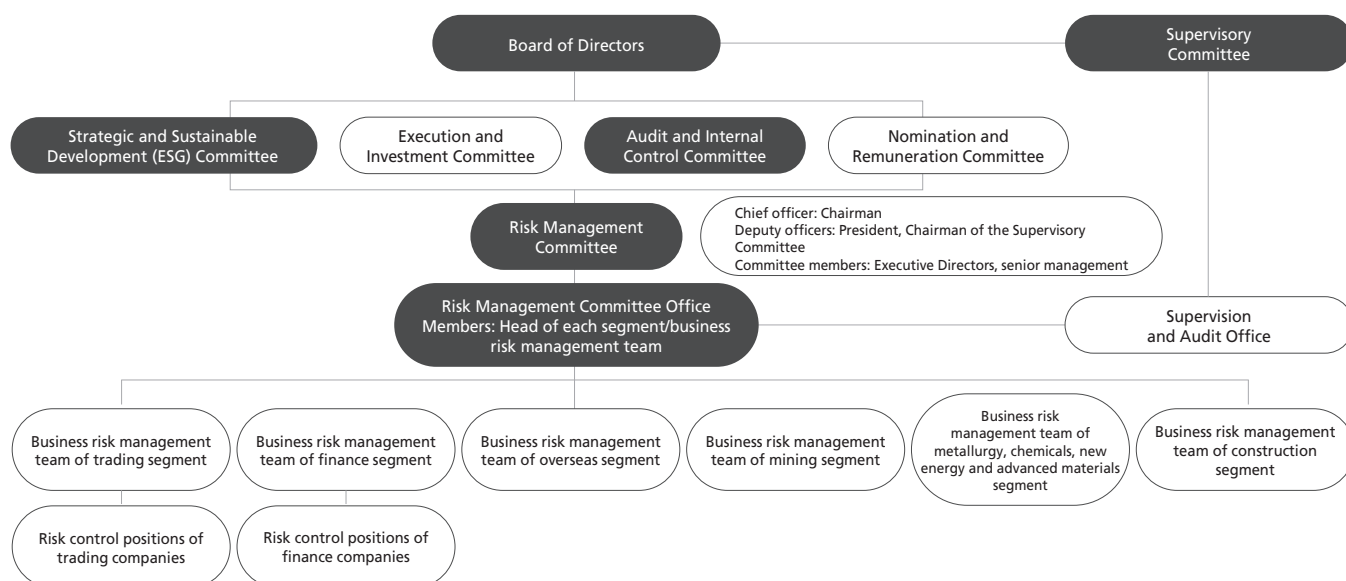 Board of Directors
Supervisory
Committee
Strategic and Sustainable
Development (ESG) Committee
Execution and
Investment Committee
Audit and Internal
Control Committee
Nomination and
Remuneration Committee
Risk Management
Committee
Chief officer: Chairman
Deputy officers: President, Chairman of the Supervisory
Committee
Committee members: Executive Directors, senior management
Risk Management Committee Office
Members: Head of each segment/business
risk management team
Supervision
and Audit Office
Business risk management
team of trading segment
Business risk management
team of finance segment
Business risk management
team of overseas segment
Business risk management
team of mining segment
Business risk
management team of
metallurgy, chemicals, new
energy and advanced materials
segment
Business risk management
team of construction
segment
Risk control positions of
trading companies
Risk control positions of
finance companies